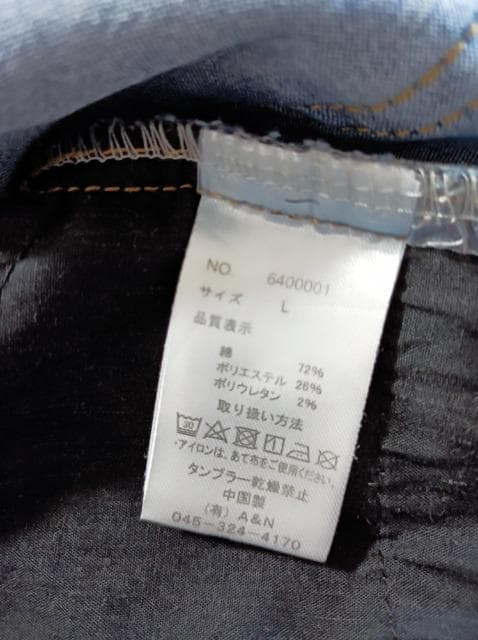 NO. 6400001
サイズ L
品質表示
綿 72%
ポリエステル 26%
ポリウレタン 2%
取り扱い方法
30
・アイロンは、あて布をご使用ください。
タンブラー乾燥禁止
中国製
(有) A&N
045-324-4170